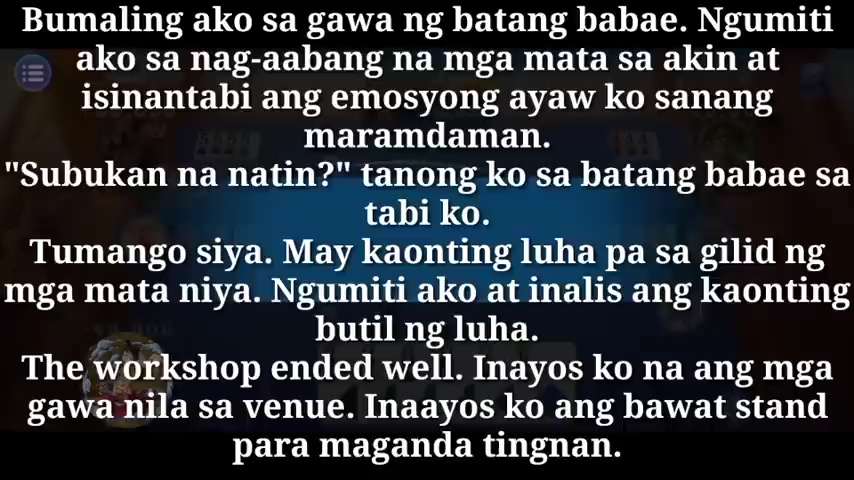 Bumaling ako sa gawa ng batang babae. Ngumiti
ako sa nag-aabang na mga mata sa akin at
isinantabi ang emosyong ayaw ko sanang
maramdaman.
"Subukan na natin?" tanong ko sa batang babae sa
tabi ko.
Tumango siya. May kaonting luha pa sa gilid ng
mga mata niya. Ngumiti ako at inalis ang kaonting
butil ng luha.
The workshop ended well. Inayos ko na ang mga
gawa nila sa venue. Inaayos ko ang bawat stand
para maganda tingnan.